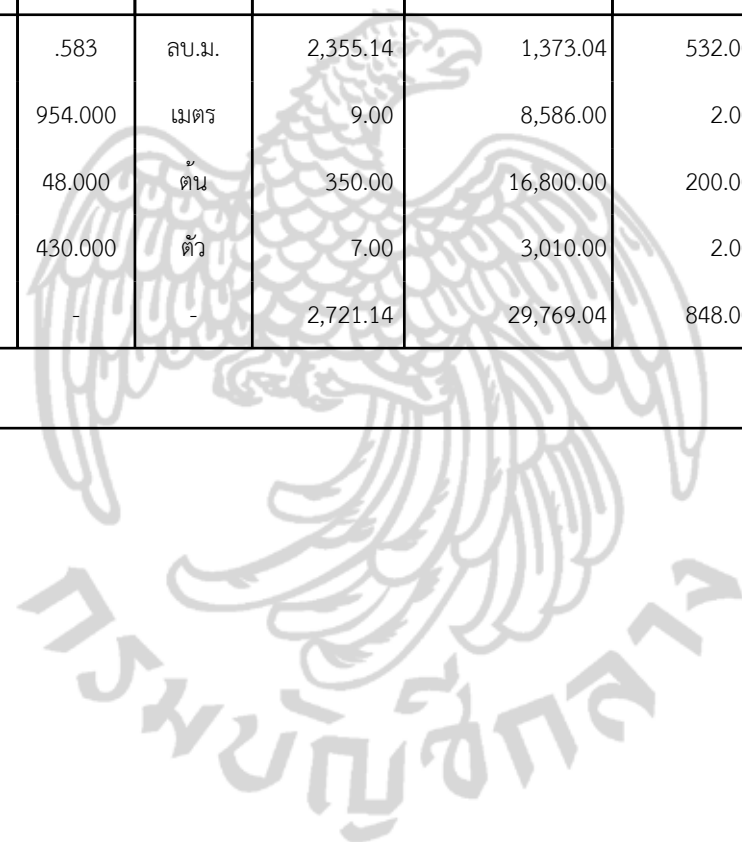 .583 ลบ.ม. 2,355.14 1,373.04 532.0
954.000 เมตร 9.00 8,586.00 2.0
48.000 ต้น 350.00 16,800.00 200.0
430.000 ตัว 7.00 3,010.00 2.0
- - 2,721.14 29,769.04 848.0
กรมบัญชีกลาง